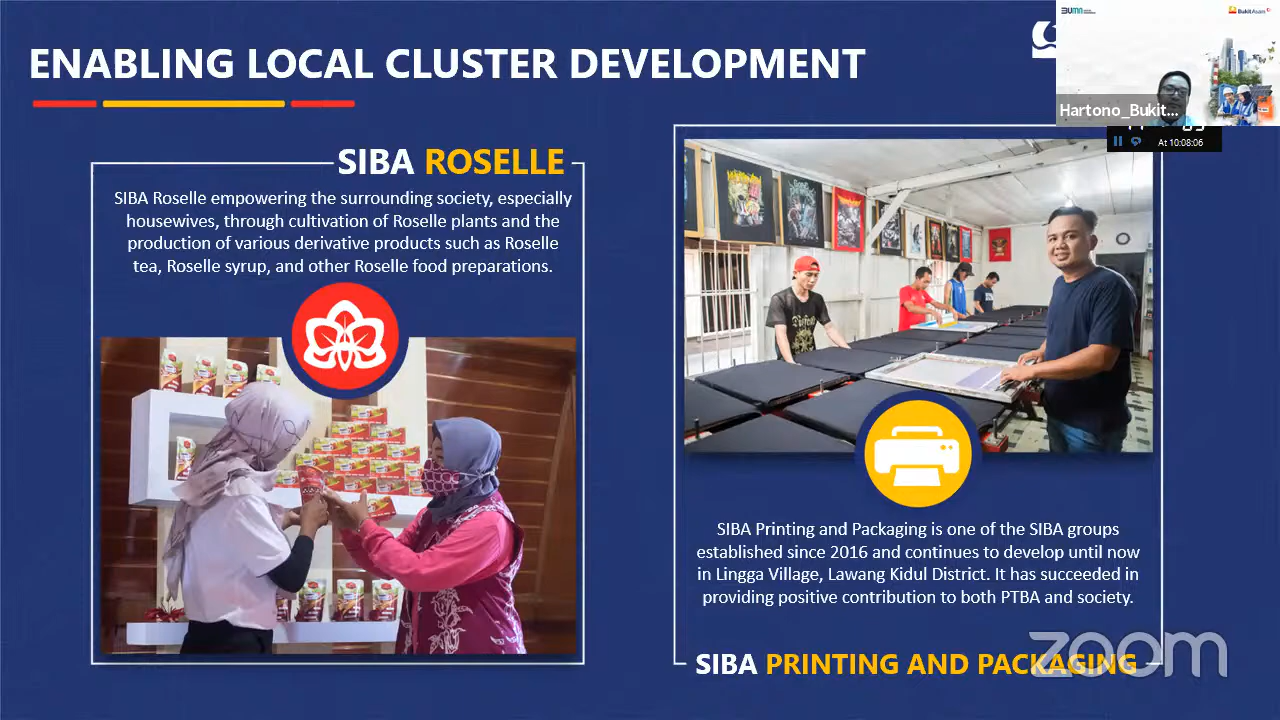 ENABLING LOCAL CLUSTER DEVELOPMENT
BUMN
BukitAsam
Hartono_Bukit...
At 10:08:06
SIBA ROSELLE
SIBA Roselle empowering the surrounding society, especially
housewives, through cultivation of Roselle plants and the
production of various derivative products such as Roselle
tea, Roselle syrup, and other Roselle food preparations.
SIBA Printing and Packaging is one of the SIBA groups
established since 2016 and continues to develop until now
in Lingga Village, Lawang Kidul District. It has succeeded in
providing positive contribution to both PTBA and society.
SIBA PRINTING AND PACKAGING
zoom